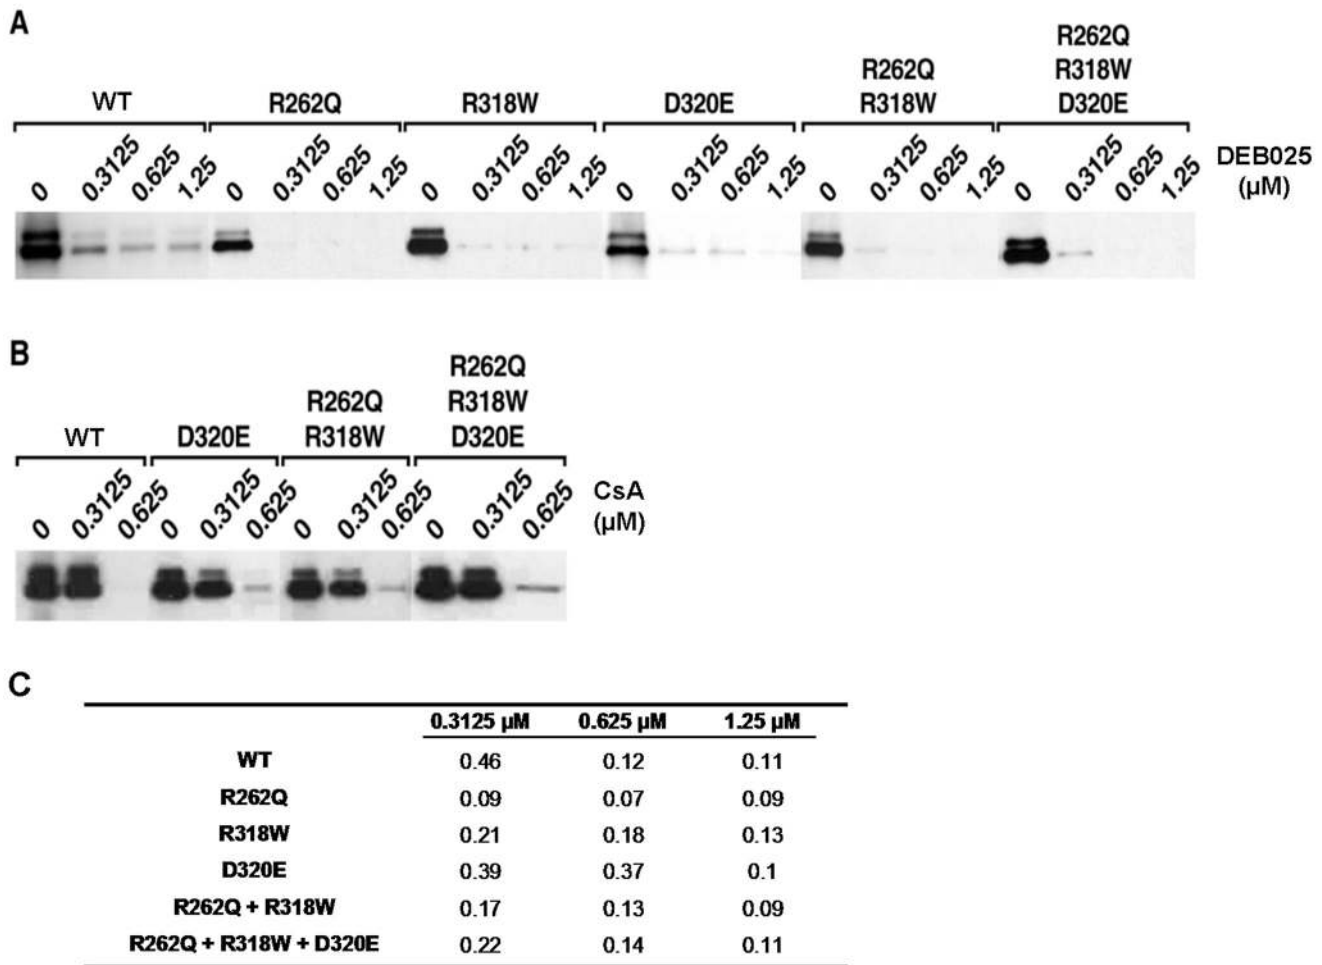 A
R262Q
R262Q R318W
WT R262Q R318W D320E R318W D320E
0 0.3125 0.625 1.25 0 0.3125 0.625 1.25 0 0.3125 0.625 1.25 0 0.3125 0.625 1.25 0 0.3125 0.625 1.25 0 0.3125 0.625 1.25 DEB025
(µM)
B
R262Q
R262Q R318W
WT D320E R318W D320E
0 0.3125 0.625 0 0.3125 0.625 0 0.3125 0.625 0 0.3125 0.625 CsA
(µM)
C
0.3125 µM 0.625 µM 1.25 µM
WT 0.46 0.12 0.11
R262Q 0.09 0.07 0.09
R318W 0.21 0.18 0.13
D320E 0.39 0.37 0.1
R262Q + R318W 0.17 0.13 0.09
R262Q + R318W + D320E 0.22 0.14 0.11